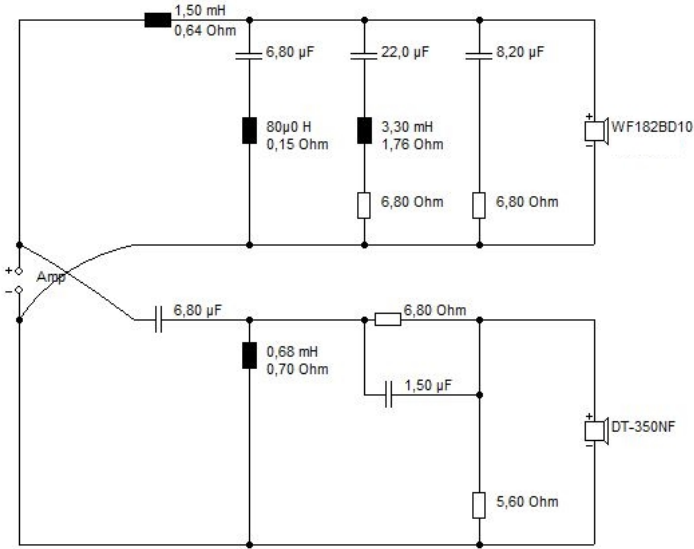 1,50 mH
0,64 Ohm
6,80 µF
22,0 µF
8,20 µF
80µ0 H
0,15 Ohm
3,30 mH
1,76 Ohm
+
WF182BD10
−
6,80 Ohm
6,80 Ohm
+
Amp
−
6,80 µF
6,80 Ohm
0,68 mH
0,70 Ohm
1,50 µF
+
DT-350NF
−
5,60 Ohm